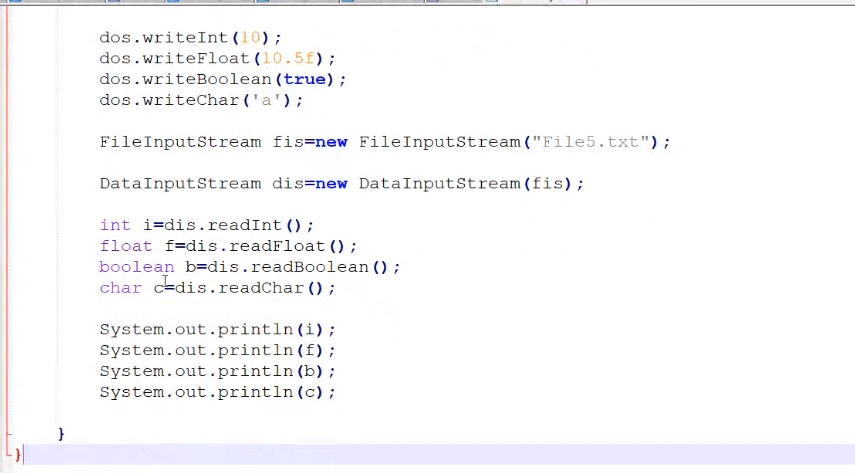 dos.writeInt(10);
dos.writeFloat(10.5f);
dos.writeBoolean(true);
dos.writeChar('a');
FileInputStream fis=new FileInputStream("File5.txt");
DataInputStream dis=new DataInputStream(fis);
int i=dis.readInt();
float f=dis.readFloat();
boolean b=dis.readBoolean();
char c=dis.readChar();
System.out.println(i);
System.out.println(f);
System.out.println(b);
System.out.println(c);
}
}